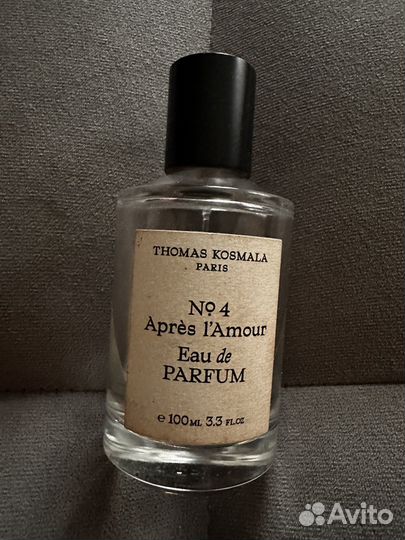 THOMAS KOSMALA
PARIS
Nº 4
Après l'Amour
Eau de
PARFUM
e 100ML 3.3 FL.OZ
Avito